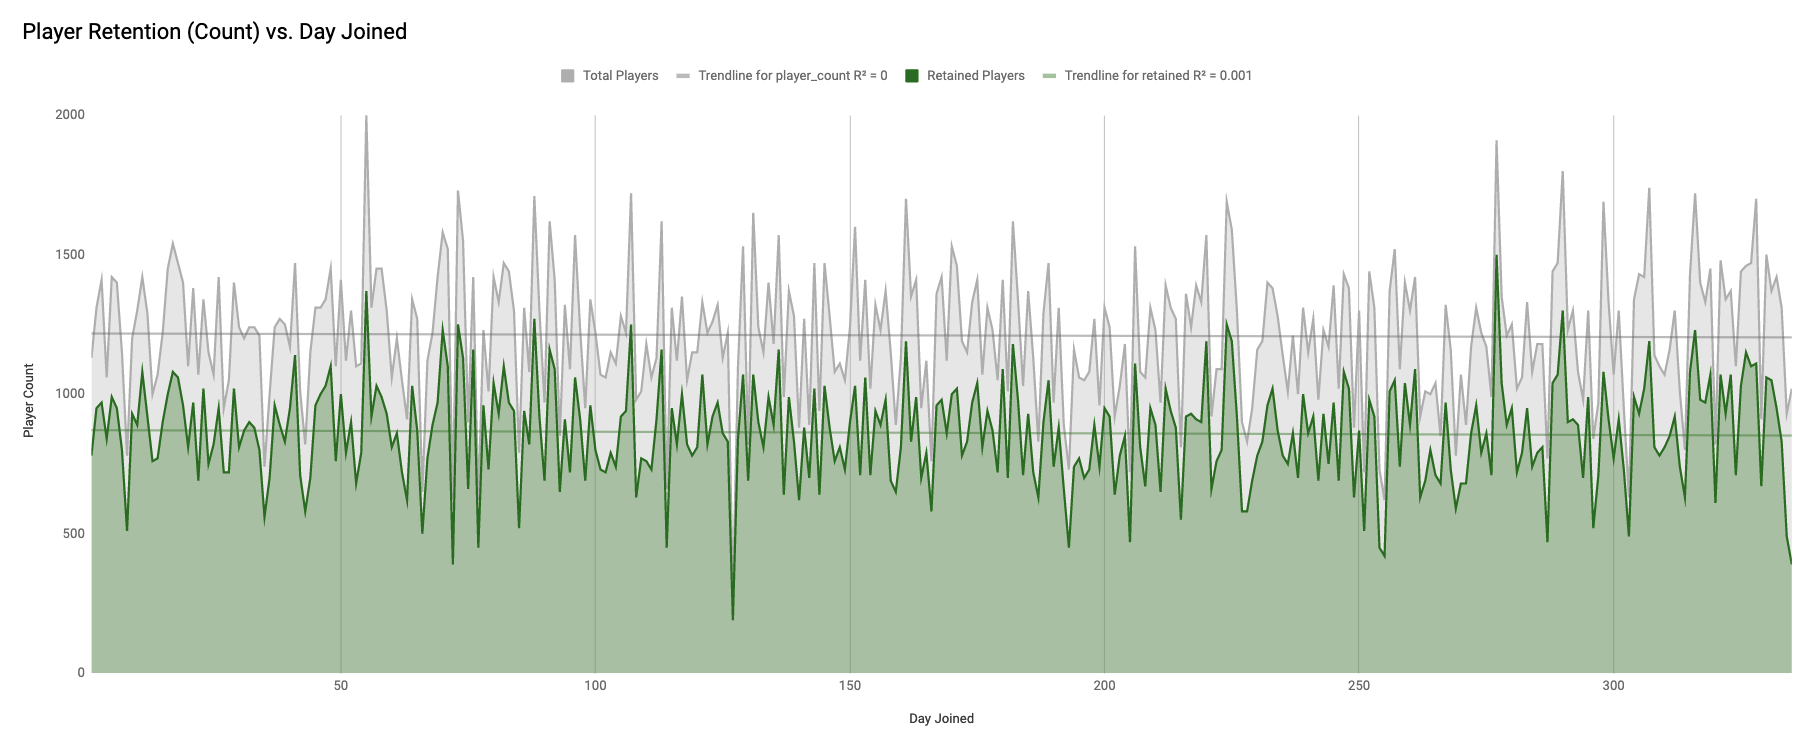 Player Retention (Count) vs. Day Joined
Total Players Trendline for player_count R² = 0 Retained Players Trendline for retained R² = 0.001
2000
1500
1000
500
0
Player Count
50 100 150 200 250 300
Day Joined